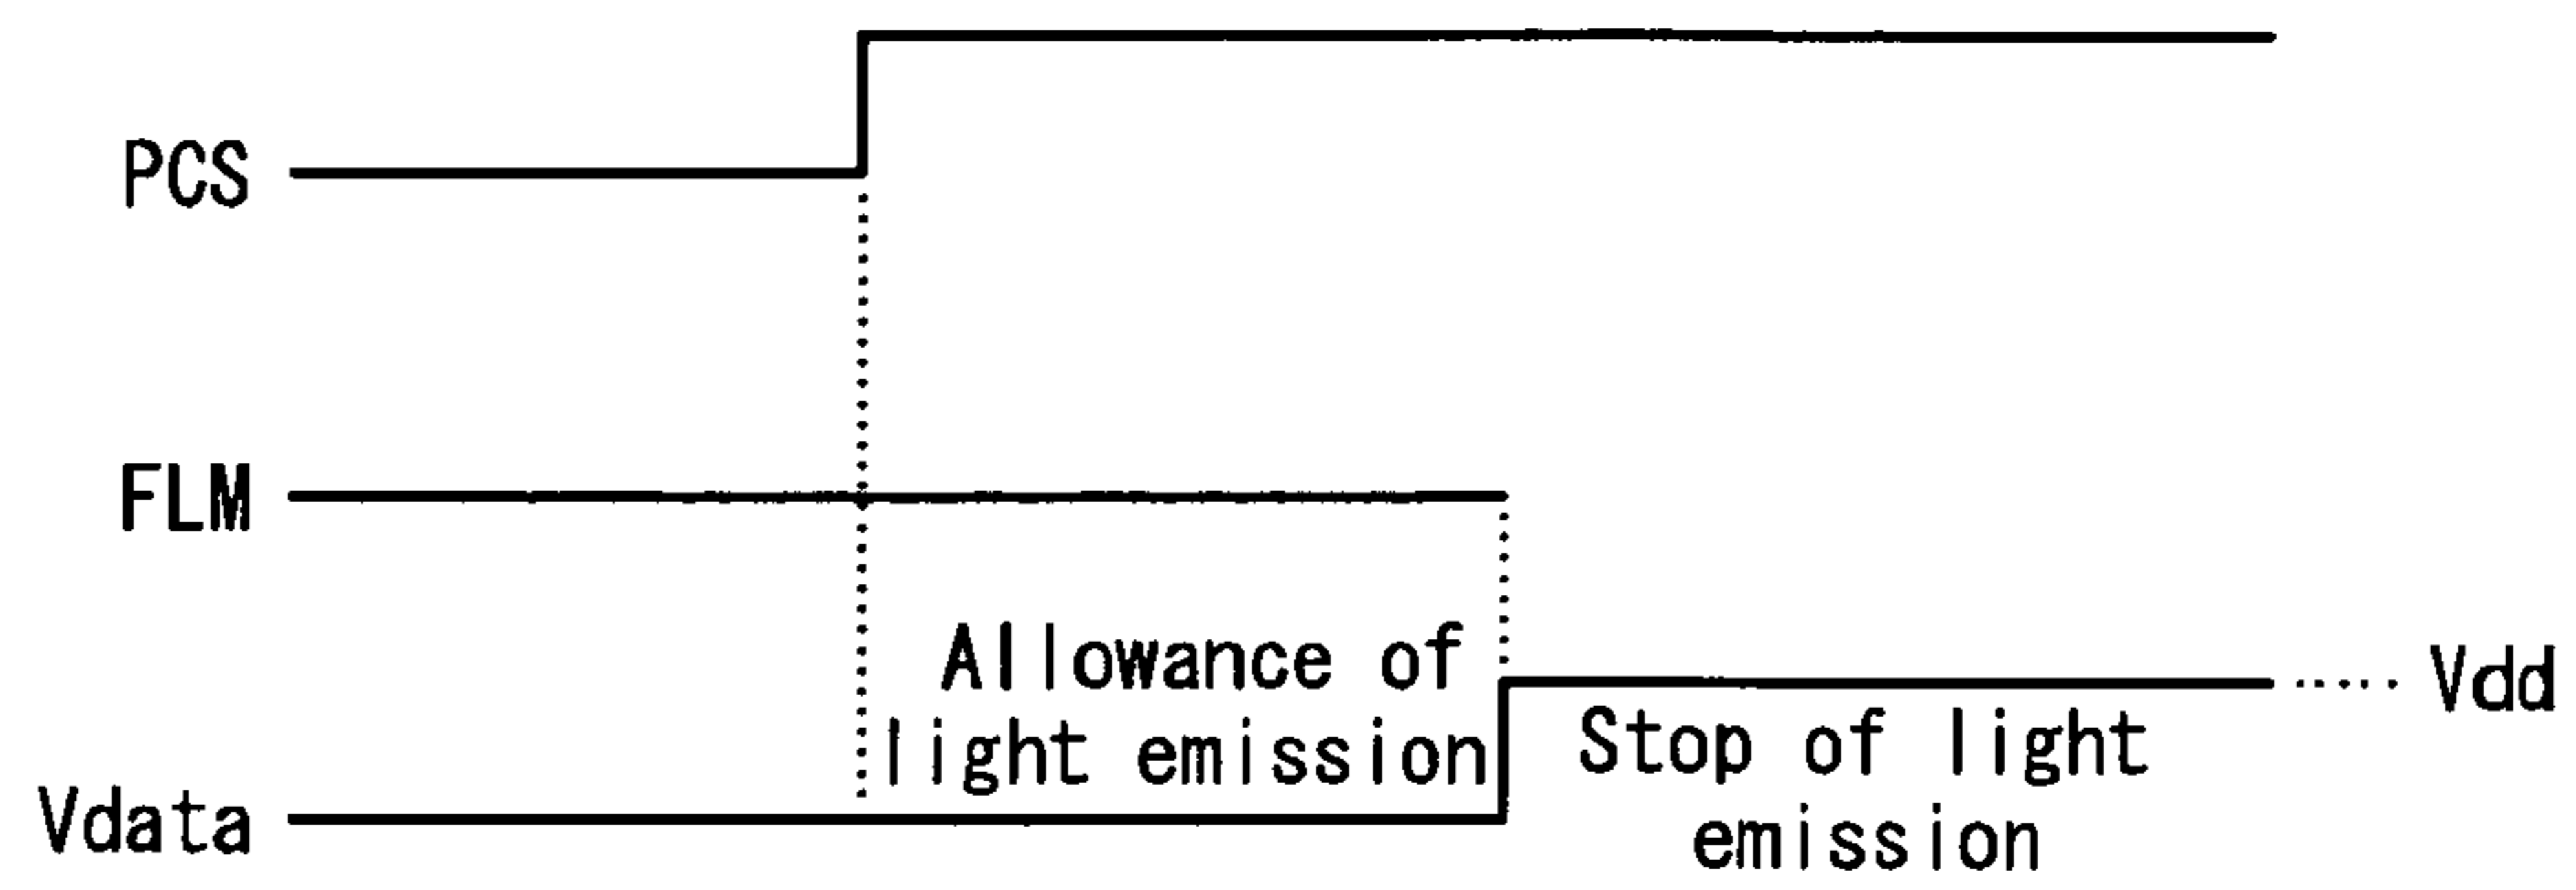 PCS
FLM
Allowance of
light emission
Vdd
Stop of light
emission
Vdata